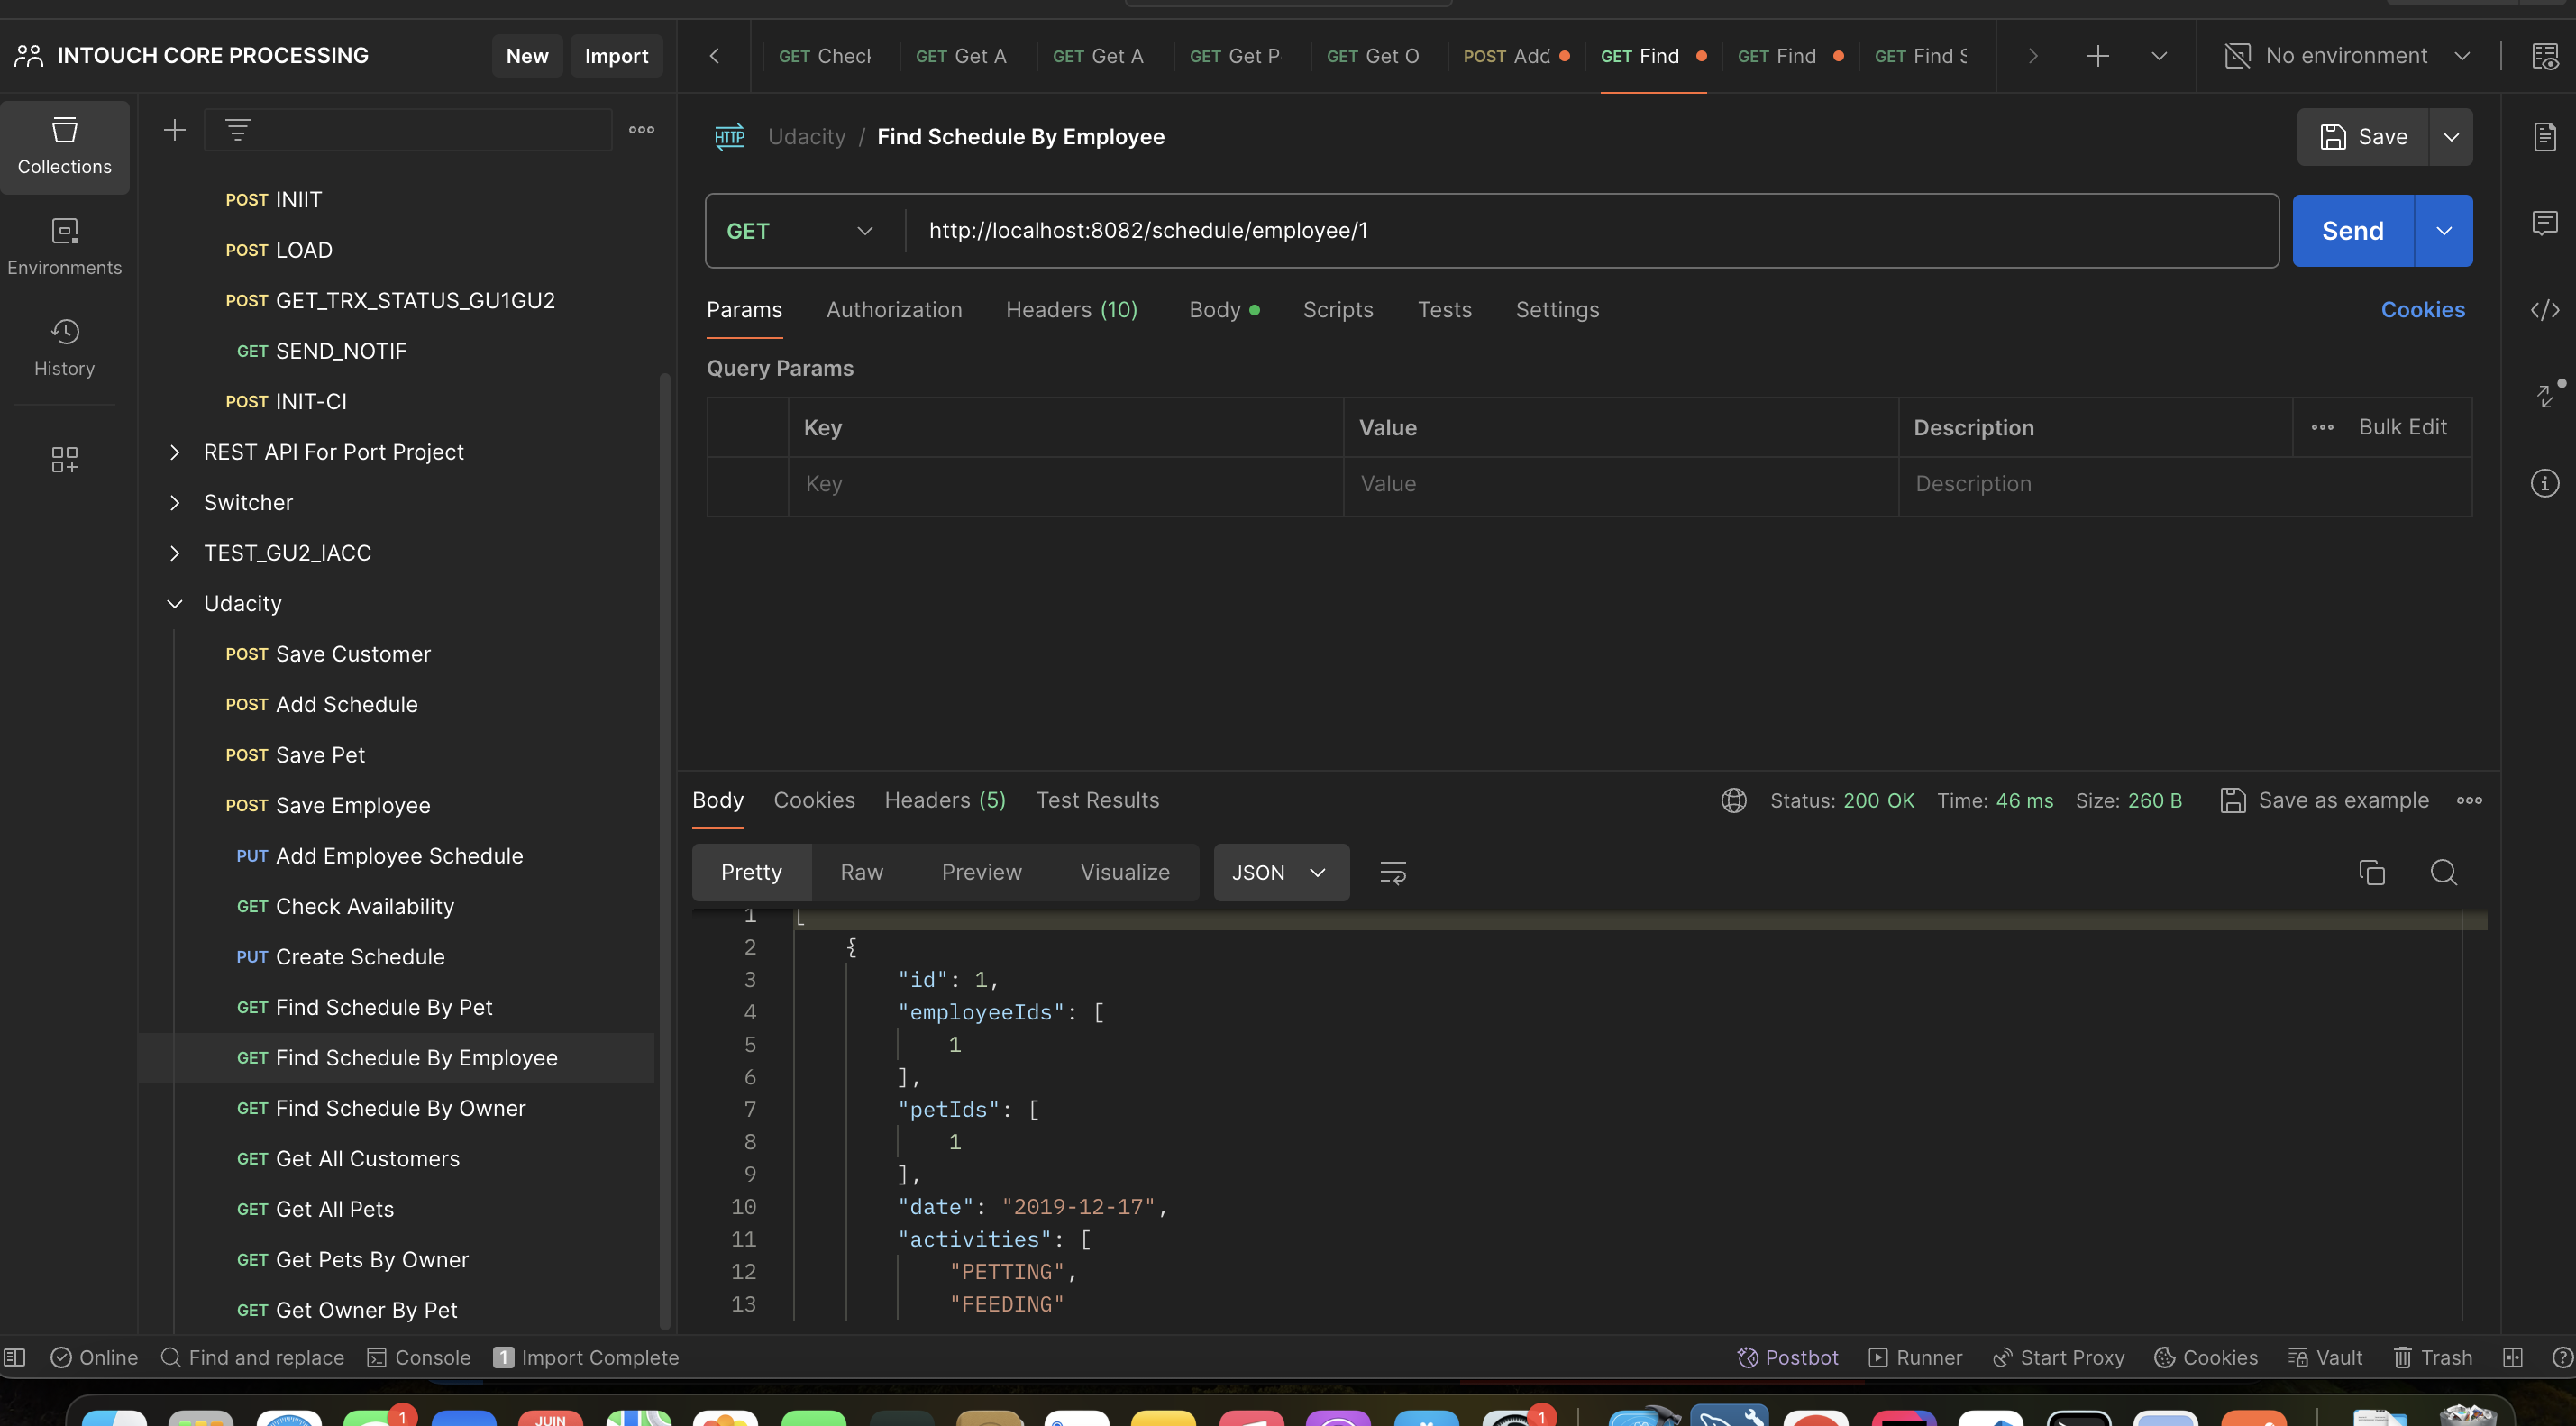 INTOUCH CORE PROCESSING
New
Import
GET Check
GET Get A
GET Get A
GET Get P
GET Get O
POST Add
GET Find
GET Find
GET Find S
No environment
Collections
Environments
History
POST INIIT
POST LOAD
POST GET_TRX_STATUS_GU1GU2
GET SEND_NOTIF
POST INIT-CI
REST API For Port Project
Switcher
TEST_GU2_IACC
Udacity
POST Save Customer
POST Add Schedule
POST Save Pet
POST Save Employee
PUT Add Employee Schedule
GET Check Availability
PUT Create Schedule
GET Find Schedule By Pet
GET Find Schedule By Employee
GET Find Schedule By Owner
GET Get All Customers
GET Get All Pets
GET Get Pets By Owner
GET Get Owner By Pet
HTTP Udacity / Find Schedule By Employee
Save
GET http://localhost:8082/schedule/employee/1
Send
Params Authorization Headers (10) Body Scripts Tests Settings Cookies
Query Params
Key Value Description Bulk Edit
Key Value Description
Body Cookies Headers (5) Test Results
Status: 200 OK Time: 46 ms Size: 260 B Save as example
Pretty Raw Preview Visualize JSON
1 [
2 {
3 "id": 1,
4 "employeeIds": [
5 1
6 ],
7 "petIds": [
8 1
9 ],
10 "date": "2019-12-17",
11 "activities": [
12 "PETTING",
13 "FEEDING"
Online Find and replace Console 1 Import Complete
Postbot Runner Start Proxy Cookies Vault Trash
1
JUIN
1